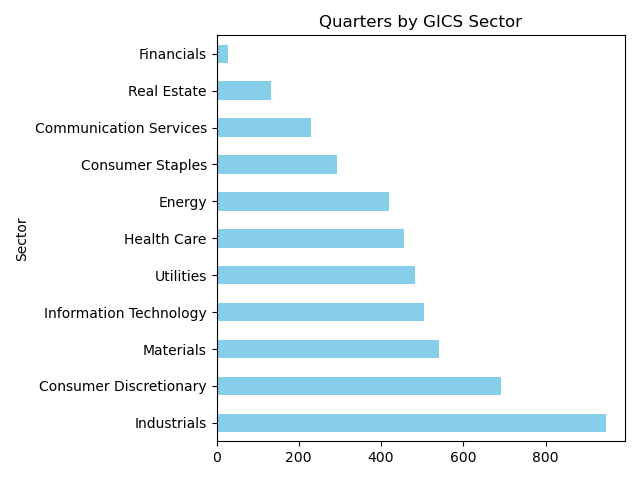 Quarters by GICS Sector
Financials
Real Estate
Communication Services
Consumer Staples
Energy
Sector
Health Care
Utilities
Information Technology
Materials
Consumer Discretionary
Industrials
0 200 400 600 800